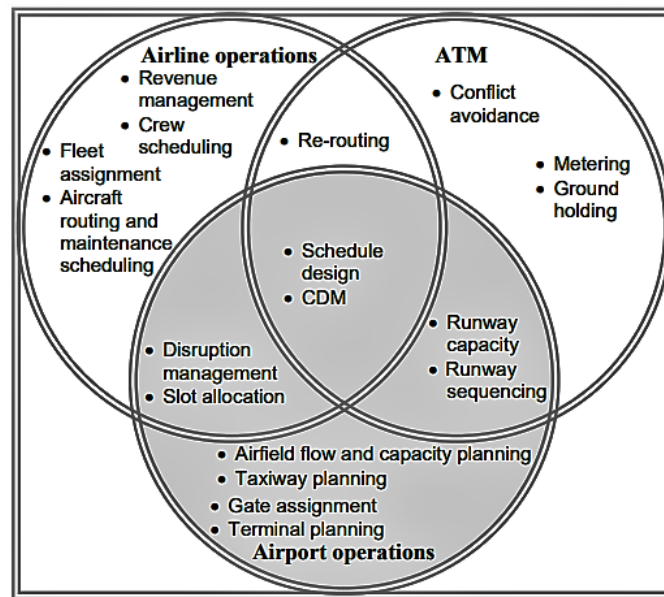 Airline operations
• Revenue
management
• Crew
scheduling
• Fleet
assignment
• Aircraft
routing and
maintenance
scheduling
ATM
• Conflict
avoidance
• Re-routing
• Metering
• Ground
holding
• Schedule
design
• CDM
• Runway
capacity
• Runway
sequencing
• Disruption
management
• Slot allocation
• Airfield flow and capacity planning
• Taxiway planning
• Gate assignment
• Terminal planning
Airport operations